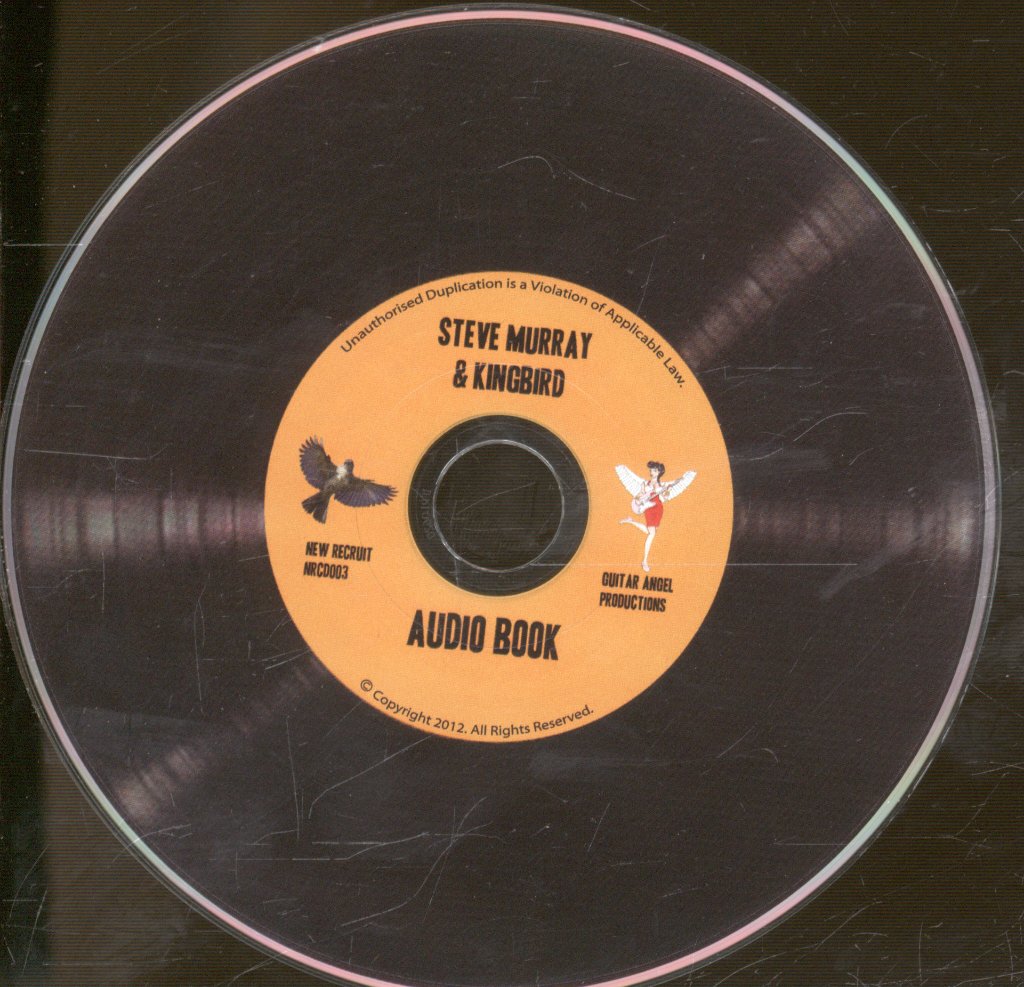 Unauthorised Duplication is a Violation of Applicable Law.
STEVE MURRAY
& KINGBIRD
NEW RECRUIT
NRCD003
GUITAR ANGEL
PRODUCTIONS
AUDIO BOOK
© Copyright 2012. All Rights Reserved.